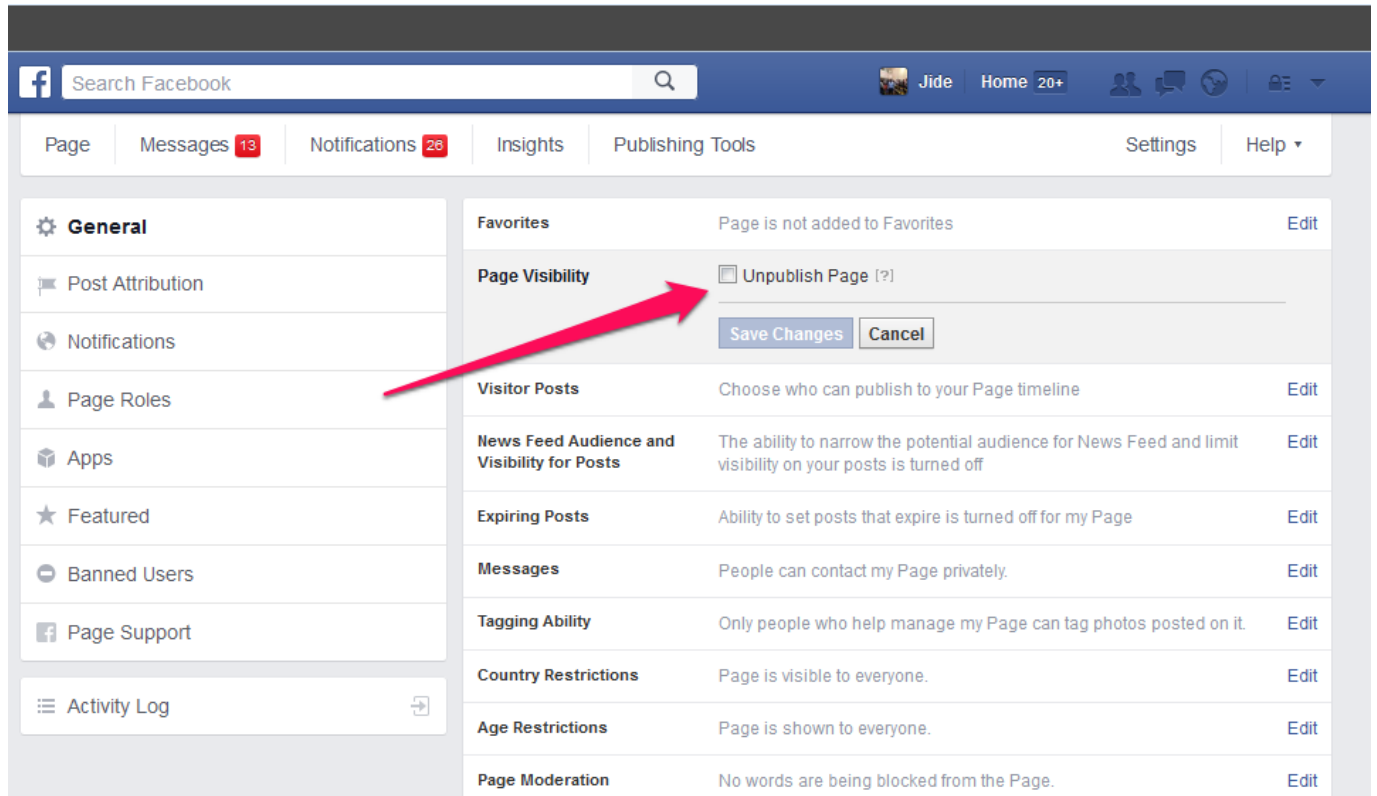 f Search Facebook Jide Home 20+
Page Messages 13 Notifications 26 Insights Publishing Tools Settings Help
General
Post Attribution
Notifications
Page Roles
Apps
Featured
Banned Users
Page Support
Activity Log
Favorites Page is not added to Favorites Edit
Page Visibility Unpublish Page [?]
Save Changes Cancel
Visitor Posts Choose who can publish to your Page timeline Edit
News Feed Audience and The ability to narrow the potential audience for News Feed and limit Edit
Visibility for Posts visibility on your posts is turned off
Expiring Posts Ability to set posts that expire is turned off for my Page Edit
Messages People can contact my Page privately. Edit
Tagging Ability Only people who help manage my Page can tag photos posted on it. Edit
Country Restrictions Page is visible to everyone. Edit
Age Restrictions Page is shown to everyone. Edit
Page Moderation No words are being blocked from the Page. Edit